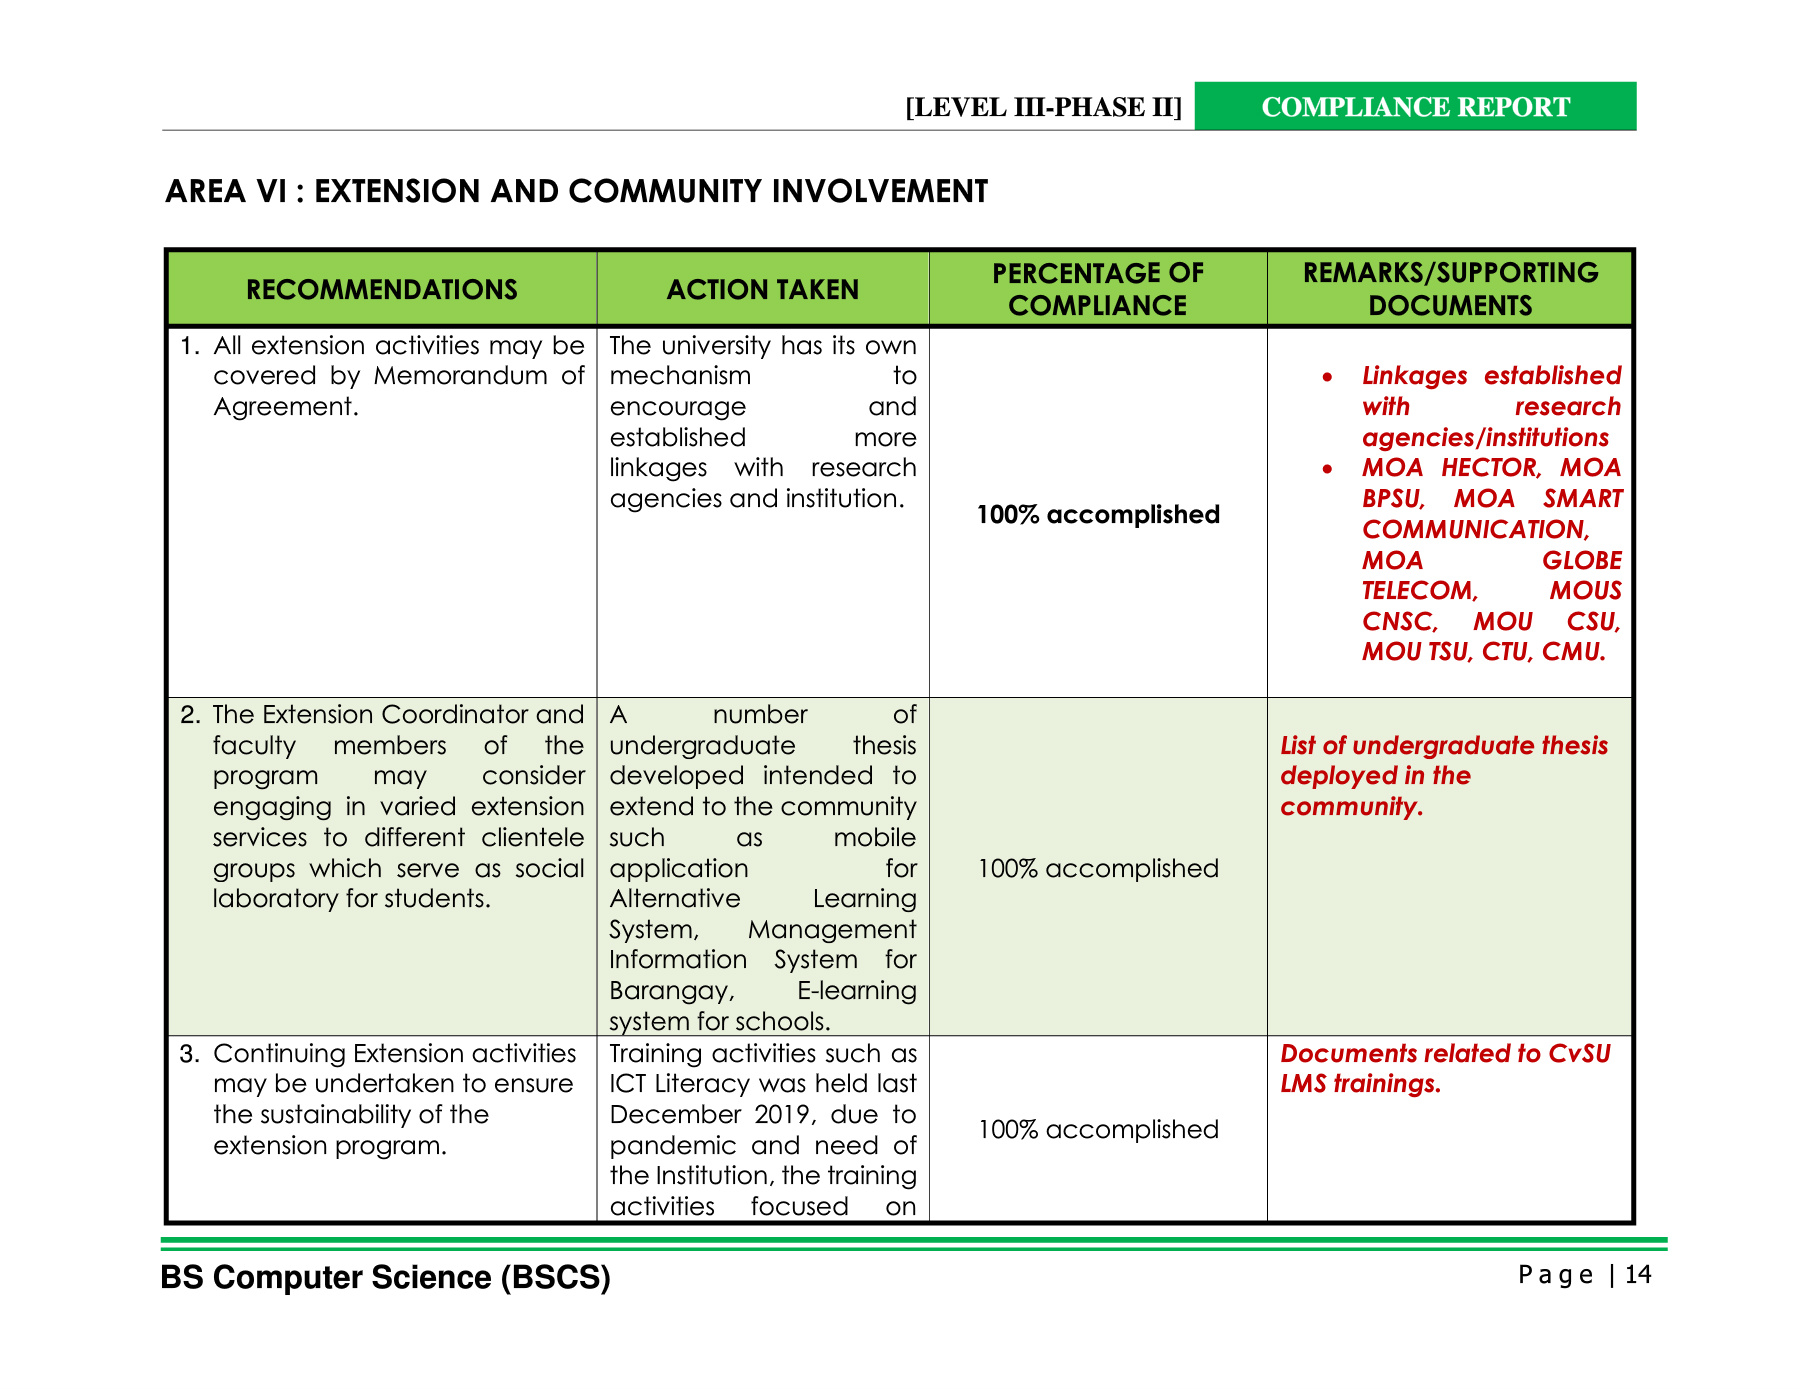 [LEVEL III-PHASE II] COMPLIANCE REPORT
AREA VI : EXTENSION AND COMMUNITY INVOLVEMENT
RECOMMENDATIONS
ACTION TAKEN
PERCENTAGE OF
COMPLIANCE
REMARKS/SUPPORTING
DOCUMENTS
1. All extension activities may be
covered by Memorandum of
Agreement.
The university has its own
mechanism to
encourage and
established more
linkages with research
agencies and institution.
100% accomplished
• Linkages established
with research
agencies/institutions
• MOA HECTOR, MOA
BPSU, MOA SMART
COMMUNICATION,
MOA GLOBE
TELECOM, MOUS
CNSC, MOU CSU,
MOU TSU, CTU, CMU.
2. The Extension Coordinator and
faculty members of the
program may consider
engaging in varied extension
services to different clientele
groups which serve as social
laboratory for students.
A number of
undergraduate thesis
developed intended to
extend to the community
such as mobile
application for
Alternative Learning
System, Management
Information System for
Barangay, E-learning
system for schools.
100% accomplished
List of undergraduate thesis
deployed in the
community.
3. Continuing Extension activities
may be undertaken to ensure
the sustainability of the
extension program.
Training activities such as
ICT Literacy was held last
December 2019, due to
pandemic and need of
the Institution, the training
activities focused on
100% accomplished
Documents related to CvSU
LMS trainings.
BS Computer Science (BSCS)
Page | 14